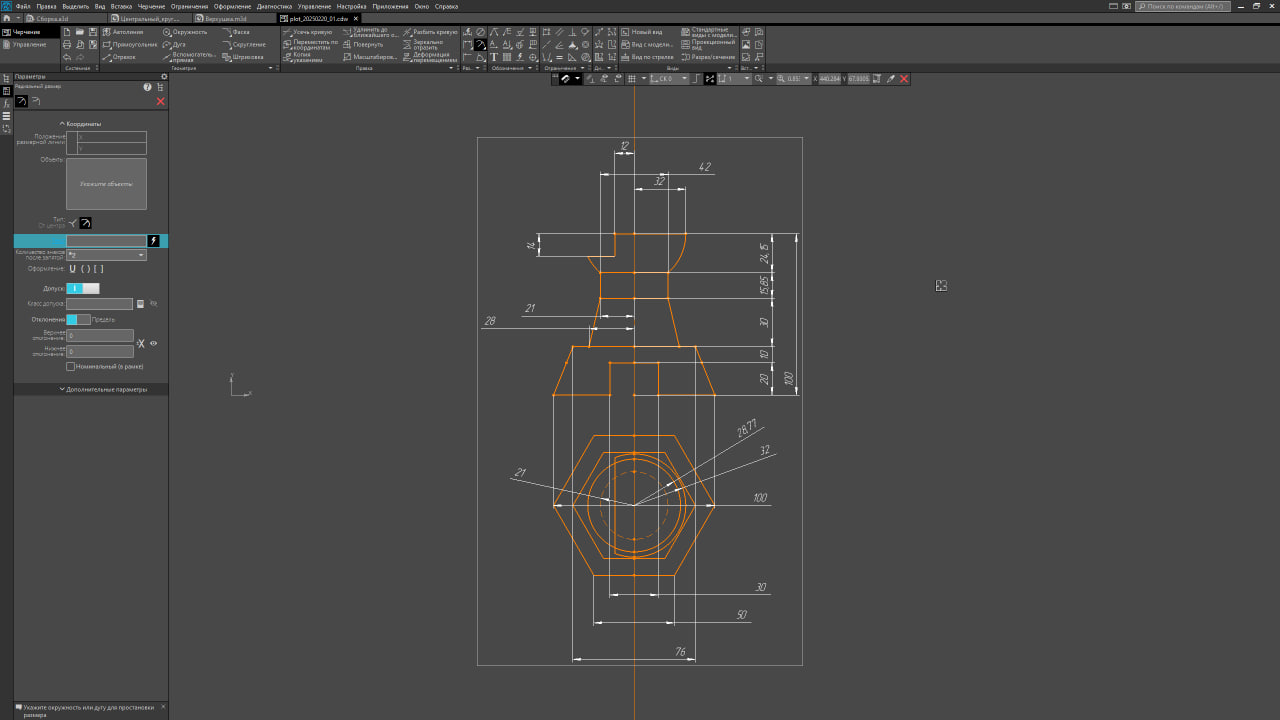 Файл Правка Выделить Вид Вставка Черчение Ограничения Оформление Диагностика Управление Настройка Приложения Окно Справка
Поиск по командам (Alt+/)
Сборка.a3d Центральный_круг... Вертушка.m3d plot_20250220_01.cdw
Черчение
Управление
Системная
Автолиния Окружность Фаска
Прямоугольник Дуга Скругление
Отрезок Вспомогательн... прямая Штриховка
Геометрия
Усечь кривую Удлинить до ближайшего о... Разбить кривую
Переместить по координатам Повернуть Зеркально отразить
Копия указанием Масштабиров... Деформация перемещением
Правка
Раз... Обозначения Ограничения Ди...
Новый вид Стандартные виды с модели...
Вид с модели... Проекционный вид
Вид по стрелке Разрез/сечение
Виды
Вст...
СК 0 1 0.85 X 440.284 Y 67.9305
Параметры
Радиальный размер
Координаты
Положение размерной линии
X
Y
Объекты:
Укажите объекты
Тип:
От центра
Количество знаков после запятой:
*2
Оформление: U ( ) [ ]
Допуск: I
Класс допуска:
Отклонения Пределы
Верхнее отклонение: 0
Нижнее отклонение: 0
Номинальный (в рамке)
Дополнительные параметры
Укажите окружность или дугу для простановки размера
Y
X
12
42
32
14
24,15
15,85
21
28
30
10
20
100
28,77
32
21
100
30
50
76